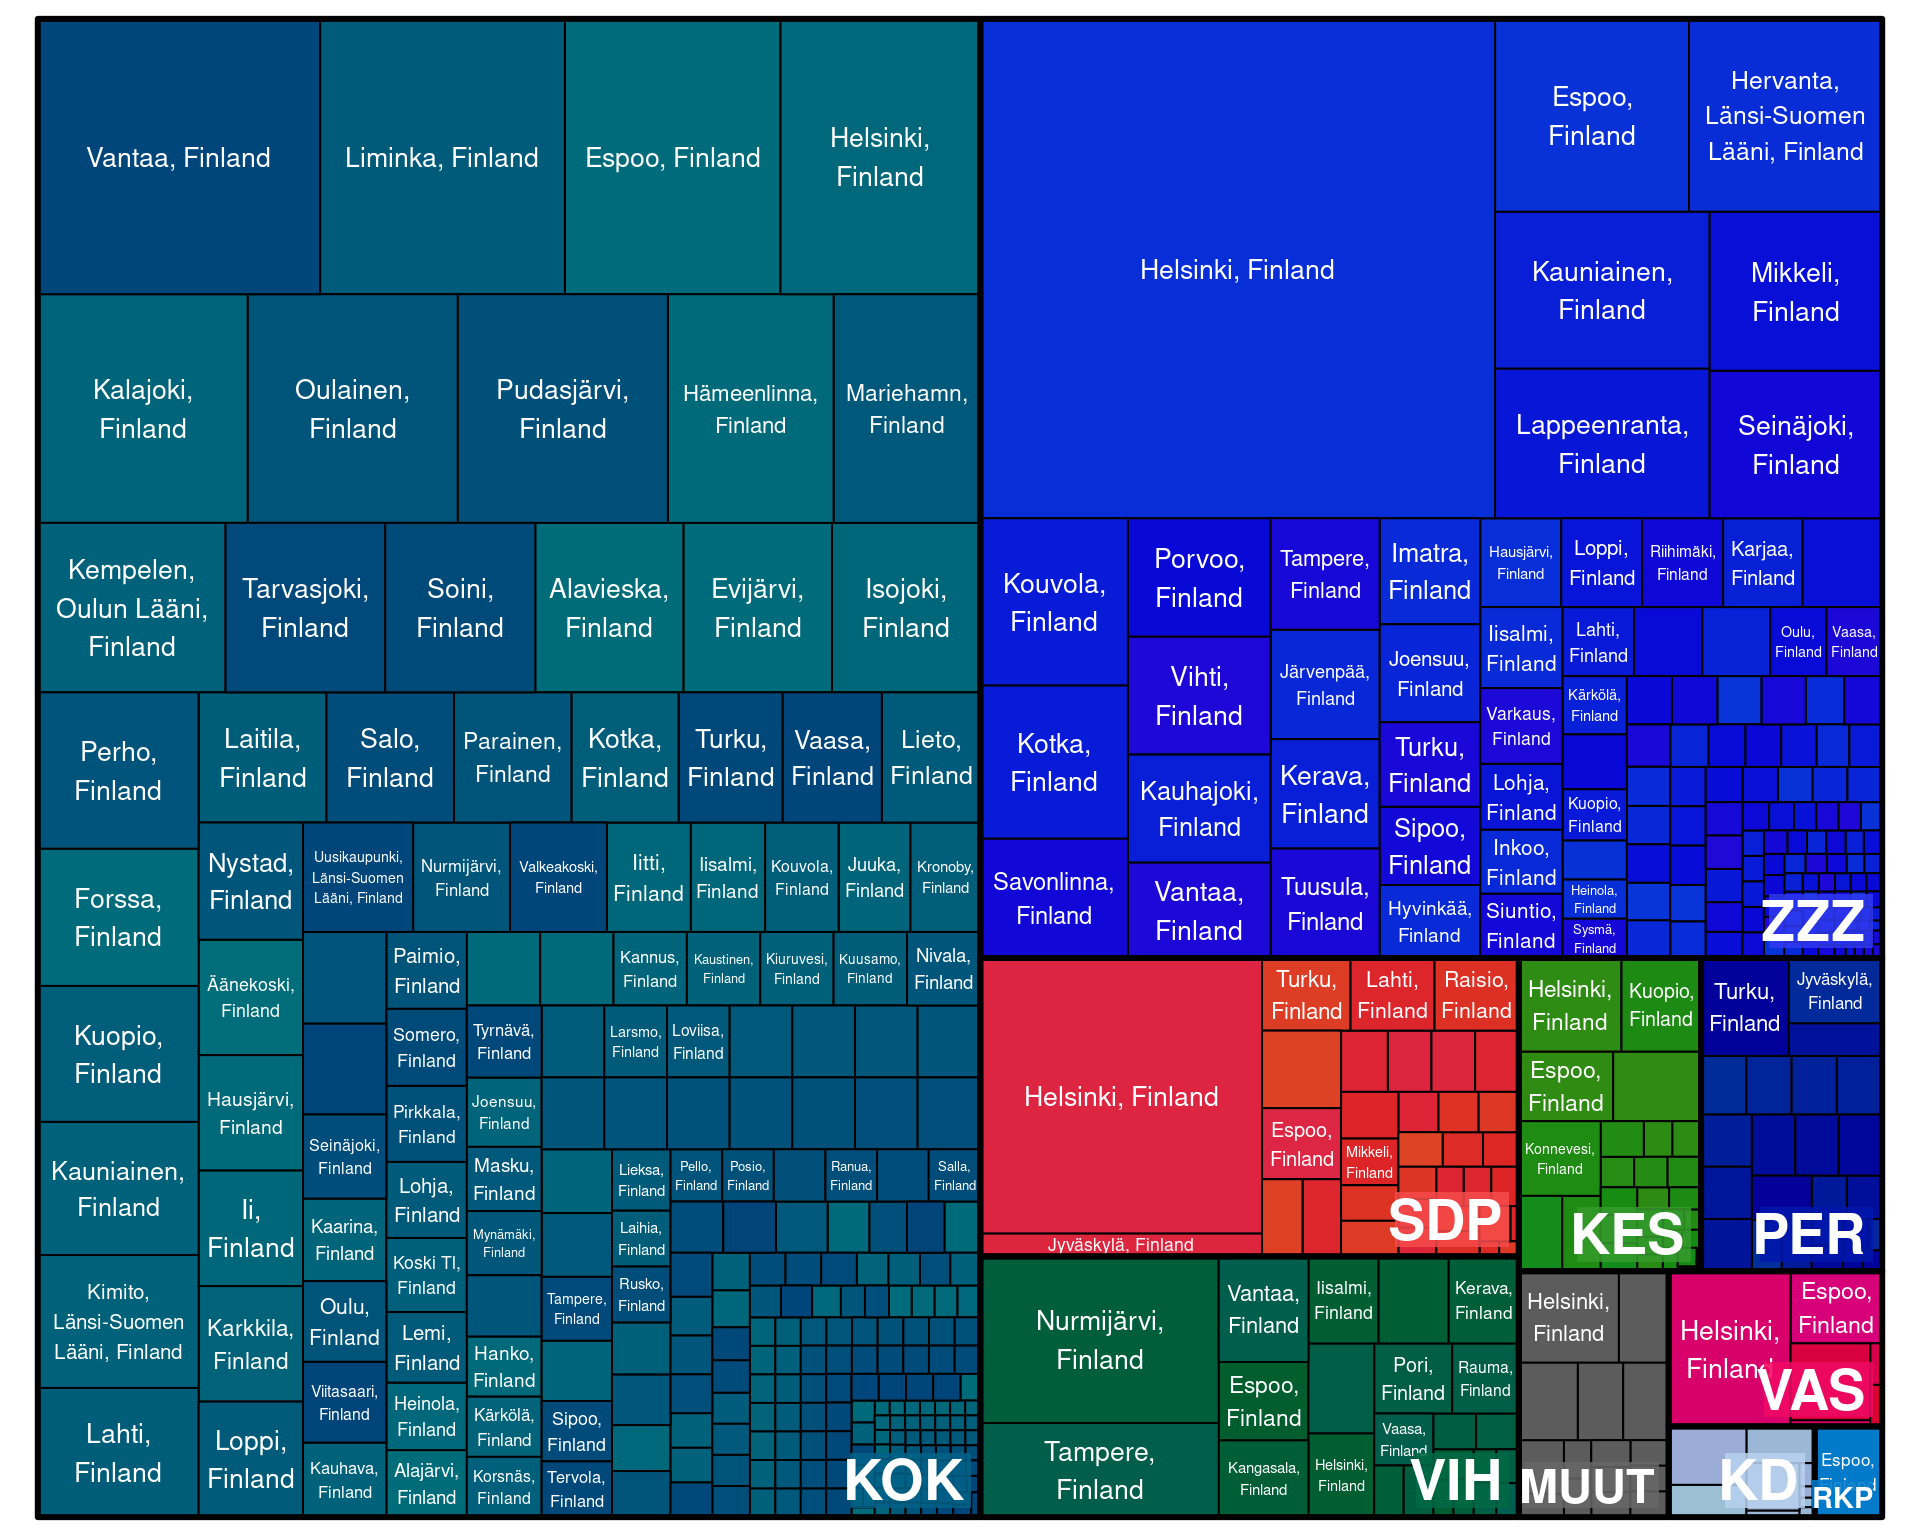 Vantaa, Finland
Liminka, Finland
Espoo, Finland
Helsinki,
Finland
Kalajoki,
Finland
Oulainen,
Finland
Pudasjärvi,
Finland
Hämeenlinna,
Finland
Mariehamn,
Finland
Kempelen,
Oulun Lääni,
Finland
Tarvasjoki,
Finland
Soini,
Finland
Alavieska,
Finland
Evijärvi,
Finland
Isojoki,
Finland
Perho,
Finland
Forssa,
Finland
Kuopio,
Finland
Kauniainen,
Finland
Kimito,
Länsi-Suomen
Lääni, Finland
Lahti,
Finland
Laitila,
Finland
Salo,
Finland
Parainen,
Finland
Kotka,
Finland
Turku,
Finland
Vaasa,
Finland
Lieto,
Finland
Nystad,
Finland
Äänekoski,
Finland
Hausjärvi,
Finland
Ii,
Finland
Karkkila,
Finland
Loppi,
Finland
Uusikaupunki,
Länsi-Suomen
Lääni, Finland
Nurmijärvi,
Finland
Valkeakoski,
Finland
Iitti,
Finland
Iisalmi,
Finland
Kouvola,
Finland
Juuka,
Finland
Kronoby,
Finland
Seinäjoki,
Finland
Kaarina,
Finland
Oulu,
Finland
Viitasaari,
Finland
Kauhava,
Finland
Paimio,
Finland
Somero,
Finland
Pirkkala,
Finland
Lohja,
Finland
Koski Tl,
Finland
Lemi,
Finland
Heinola,
Finland
Alajärvi,
Finland
Kannus,
Finland
Kaustinen,
Finland
Kiuruvesi,
Finland
Kuusamo,
Finland
Nivala,
Finland
Tyrnävä,
Finland
Joensuu,
Finland
Masku,
Finland
Mynämäki,
Finland
Hanko,
Finland
Kärkölä,
Finland
Korsnäs,
Finland
Larsmo,
Finland
Loviisa,
Finland
Tampere,
Finland
Sipoo,
Finland
Tervola,
Finland
Lieksa,
Finland
Laihia,
Finland
Rusko,
Finland
Pello,
Finland
Posio,
Finland
Ranua,
Finland
Salla,
Finland
KOK
Helsinki, Finland
Espoo,
Finland
Hervanta,
Länsi-Suomen
Lääni, Finland
Kauniainen,
Finland
Mikkeli,
Finland
Lappeenranta,
Finland
Seinäjoki,
Finland
Kouvola,
Finland
Kotka,
Finland
Savonlinna,
Finland
Porvoo,
Finland
Vihti,
Finland
Kauhajoki,
Finland
Vantaa,
Finland
Tampere,
Finland
Järvenpää,
Finland
Kerava,
Finland
Tuusula,
Finland
Imatra,
Finland
Joensuu,
Finland
Turku,
Finland
Sipoo,
Finland
Hyvinkää,
Finland
Hausjärvi,
Finland
Loppi,
Finland
Riihimäki,
Finland
Karjaa,
Finland
Iisalmi,
Finland
Varkaus,
Finland
Lohja,
Finland
Inkoo,
Finland
Siuntio,
Finland
Lahti,
Finland
Oulu,
Finland
Vaasa,
Finland
Kärkölä,
Finland
Kuopio,
Finland
Heinola,
Finland
Sysmä,
Finland
ZZZ
Helsinki, Finland
Jyväskylä, Finland
Turku,
Finland
Lahti,
Finland
Raisio,
Finland
Espoo,
Finland
Mikkeli,
Finland
SDP
Helsinki,
Finland
Kuopio,
Finland
Espoo,
Finland
Konnevesi,
Finland
KES
Turku,
Finland
Jyväskylä,
Finland
PER
Nurmijärvi,
Finland
Tampere,
Finland
Vantaa,
Finland
Espoo,
Finland
Kangasala,
Finland
Iisalmi,
Finland
Kerava,
Finland
Pori,
Finland
Rauma,
Finland
Vaasa,
Finland
Helsinki,
Finland
VIH
Helsinki,
Finland
MUUT
Helsinki,
Finland
Espoo,
Finland
VAS
KD
Espoo,
Finland
RKP